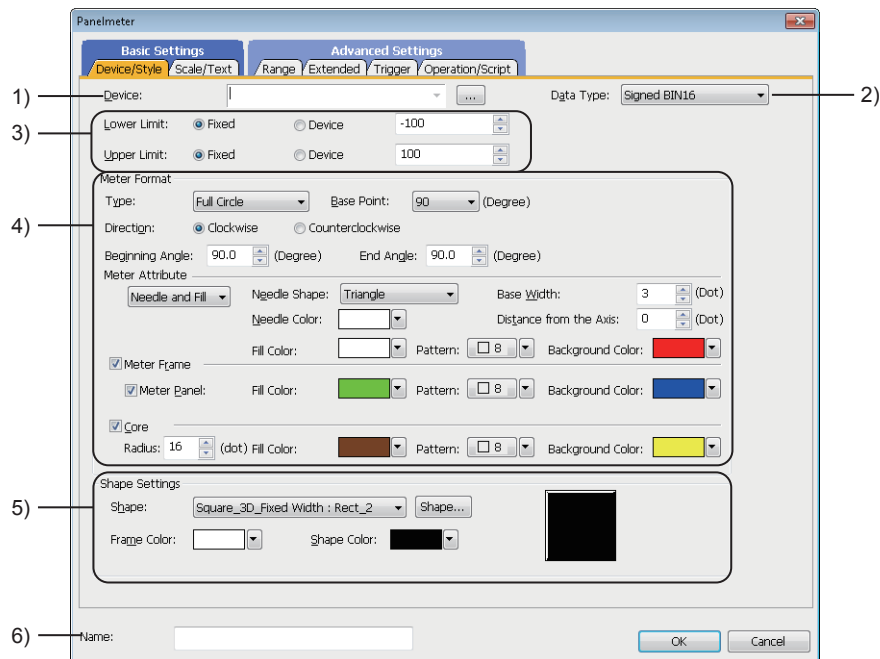 Panelmeter
Basic Settings Advanced Settings
Device/Style Scale/Text Range Extended Trigger Operation/Script
1) Device: ... Data Type: Signed BIN16 2)
3) Lower Limit: Fixed Device -100
Upper Limit: Fixed Device 100
Meter Format
Type: Full Circle Base Point: 90 (Degree)
4) Direction: Clockwise Counterclockwise
Beginning Angle: 90.0 (Degree) End Angle: 90.0 (Degree)
Meter Attribute
Needle and Fill Needle Shape: Triangle Base Width: 3 (Dot)
Needle Color: Distance from the Axis: 0 (Dot)
Fill Color: Pattern: 8 Background Color:
Meter Frame
Meter Panel: Fill Color: Pattern: 8 Background Color:
Core
Radius: 16 (dot) Fill Color: Pattern: 8 Background Color:
Shape Settings
5) Shape: Square_3D_Fixed Width : Rect_2 Shape...
Frame Color: Shape Color:
6) Name: OK Cancel